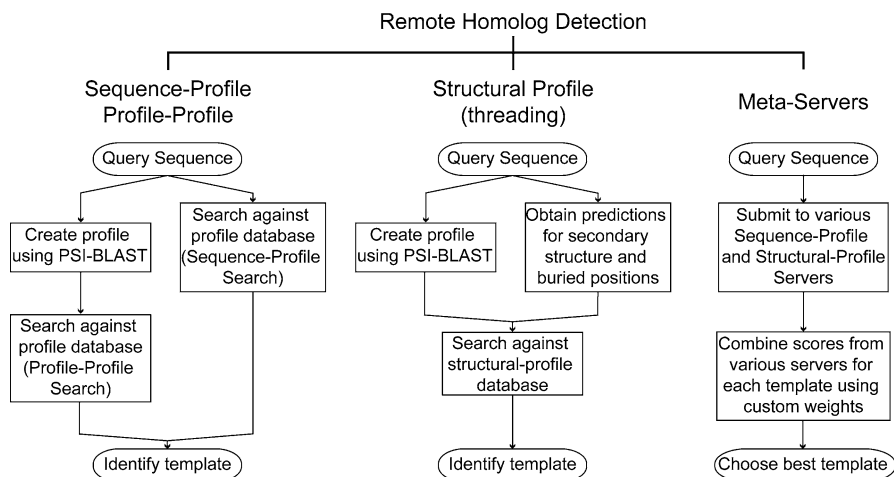 Remote Homolog Detection
Sequence-Profile
Profile-Profile
Query Sequence
Create profile
using PSI-BLAST
Search against
profile database
(Sequence-Profile
Search)
Search against
profile database
(Profile-Profile
Search)
Identify template
Structural Profile
(threading)
Query Sequence
Create profile
using PSI-BLAST
Obtain predictions
for secondary
structure and
buried positions
Search against
structural-profile
database
Identify template
Meta-Servers
Query Sequence
Submit to various
Sequence-Profile
and Structural-Profile
Servers
Combine scores from
various servers for
each template using
custom weights
Choose best template